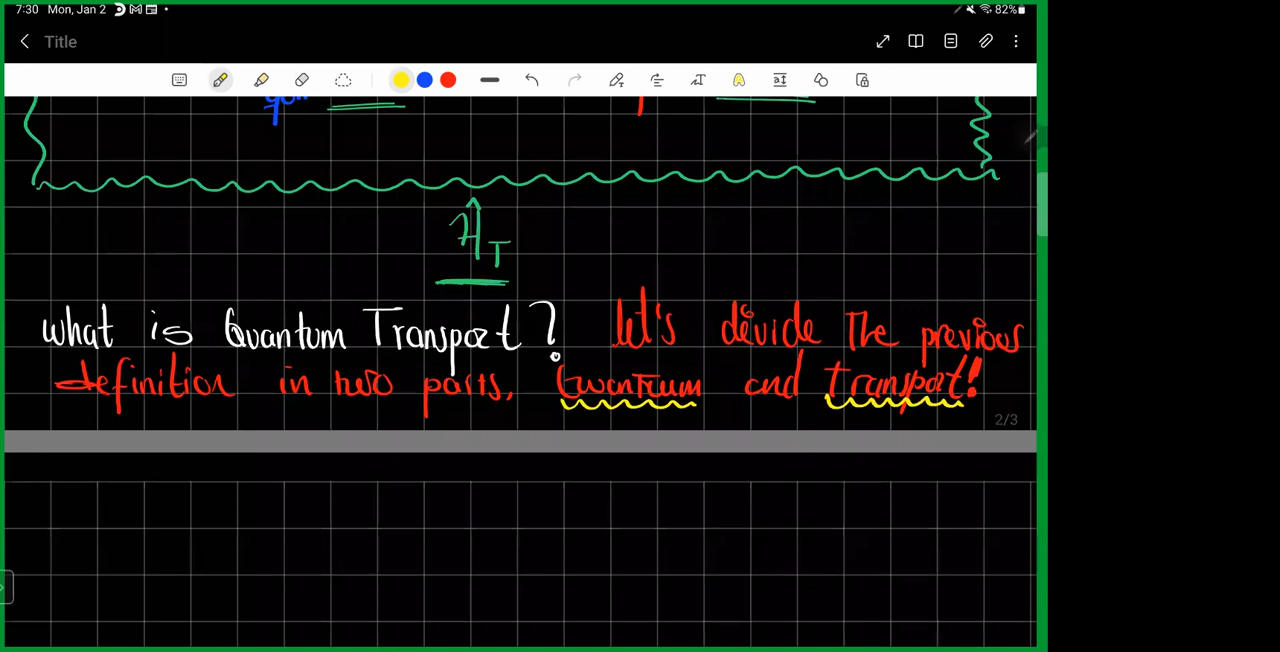 7:30 Mon, Jan 2
82%
Title
H_T
What is Quantum Transport? let's divide the previous
definition in two parts. Quantum and transport!
2/3